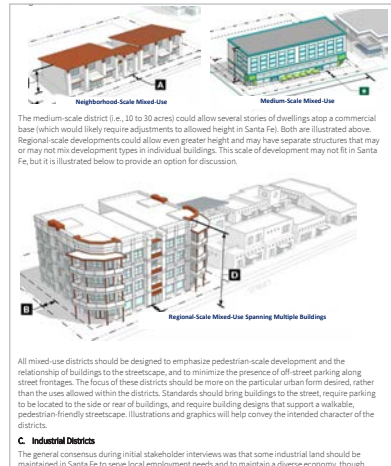 A
Neighborhood-Scale Mixed-Use
Medium-Scale Mixed-Use
The medium-scale district (i.e., 10 to 30 acres) could allow several stories of dwellings atop a commercial
base (which would likely require adjustments to allowed height in Santa Fe). Both are illustrated above.
Regional-scale developments could allow even greater height and may have separate structures that may
or may not mix development types in individual buildings. This scale of development may not fit in Santa
Fe, but it is illustrated below to provide an option for discussion.
D
B
Regional-Scale Mixed-Use Spanning Multiple Buildings
All mixed-use districts should be designed to emphasize pedestrian-scale development and the
relationship of buildings to the streetscape, and to minimize the presence of off-street parking along
street frontages. The focus of these districts should be more on the particular urban form desired, rather
than the uses allowed within the districts. Standards should bring buildings to the street, require parking
to be located to the side or rear of buildings, and require building designs that support a walkable,
pedestrian-friendly streetscape. Illustrations and graphics will help convey the intended character of the
districts.
C. Industrial Districts
The general consensus during initial stakeholder interviews was that some industrial land should be
maintained in Santa Fe to serve local employment needs and to maintain a diverse economy, though